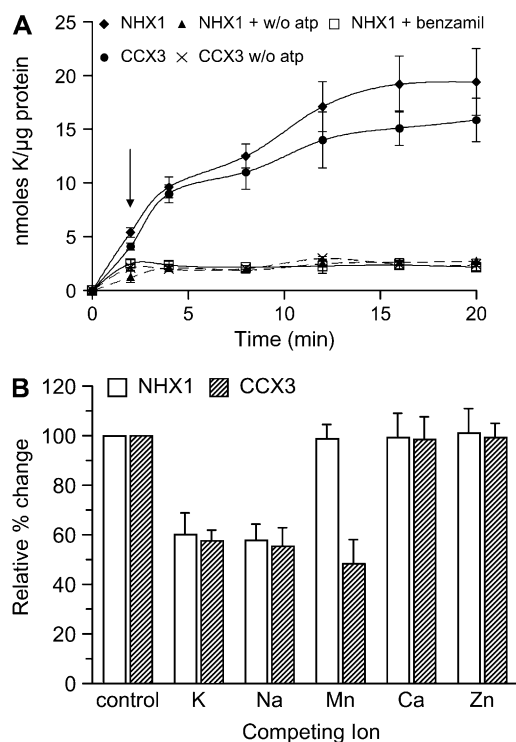 A
NHX1 NHX1 + w/o atp NHX1 + benzamil
CCX3 CCX3 w/o atp
nmoles K/µg protein
25
20
15
10
5
0
0 5 10 15 20
Time (min)
B
NHX1 CCX3
Relative % change
120
100
80
60
40
20
0
control K Na Mn Ca Zn
Competing Ion